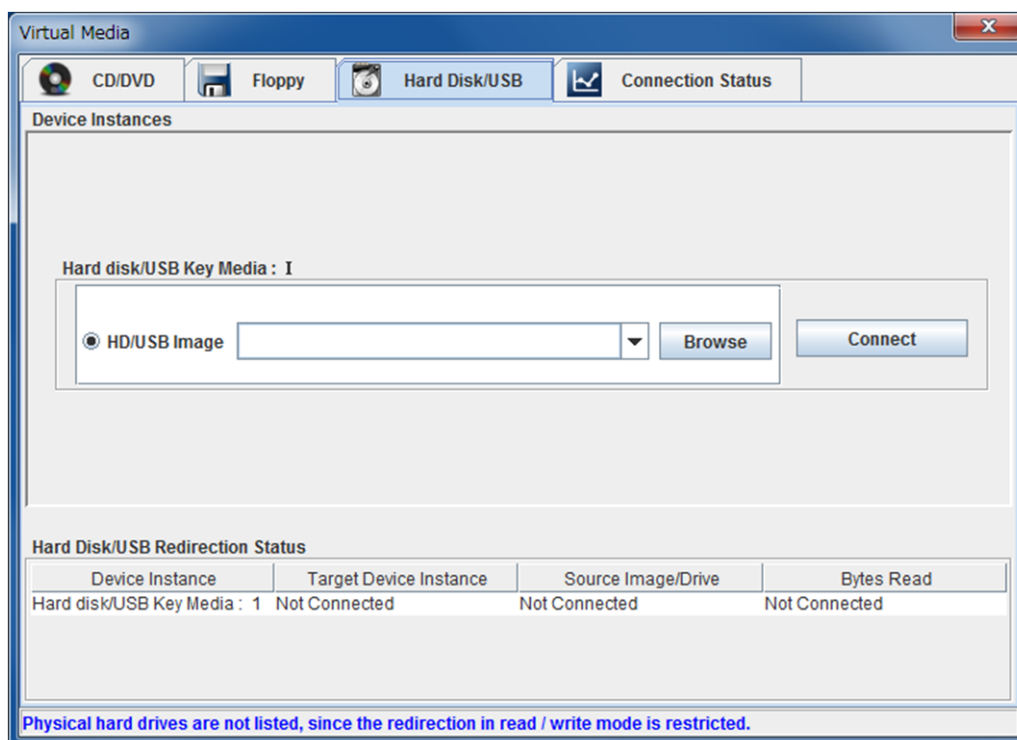 Virtual Media
CD/DVD Floppy Hard Disk/USB Connection Status
Device Instances
Hard disk/USB Key Media : I
HD/USB Image Browse Connect
Hard Disk/USB Redirection Status
Device Instance Target Device Instance Source Image/Drive Bytes Read
Hard disk/USB Key Media : 1 Not Connected Not Connected Not Connected
Physical hard drives are not listed, since the redirection in read / write mode is restricted.